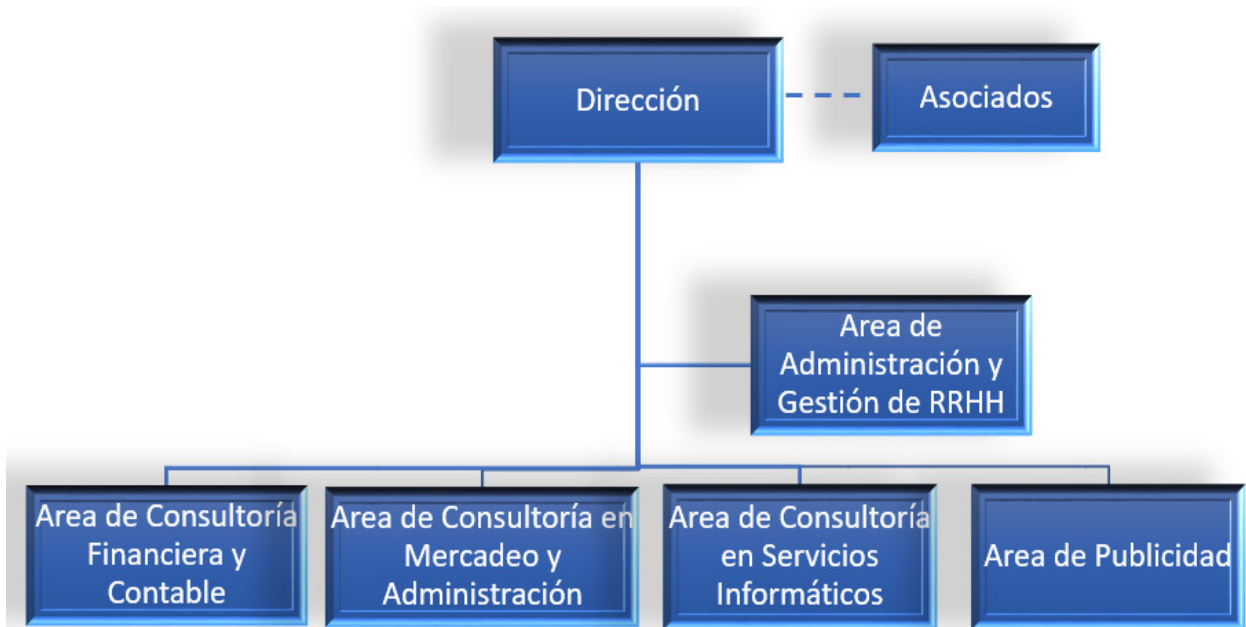 Dirección
Asociados
Area de
Administración y
Gestión de RRHH
Area de Consultoría
Financiera y
Contable
Area de Consultoría en
Mercadeo y
Administración
Area de Consultoría
en Servicios
Informáticos
Area de Publicidad